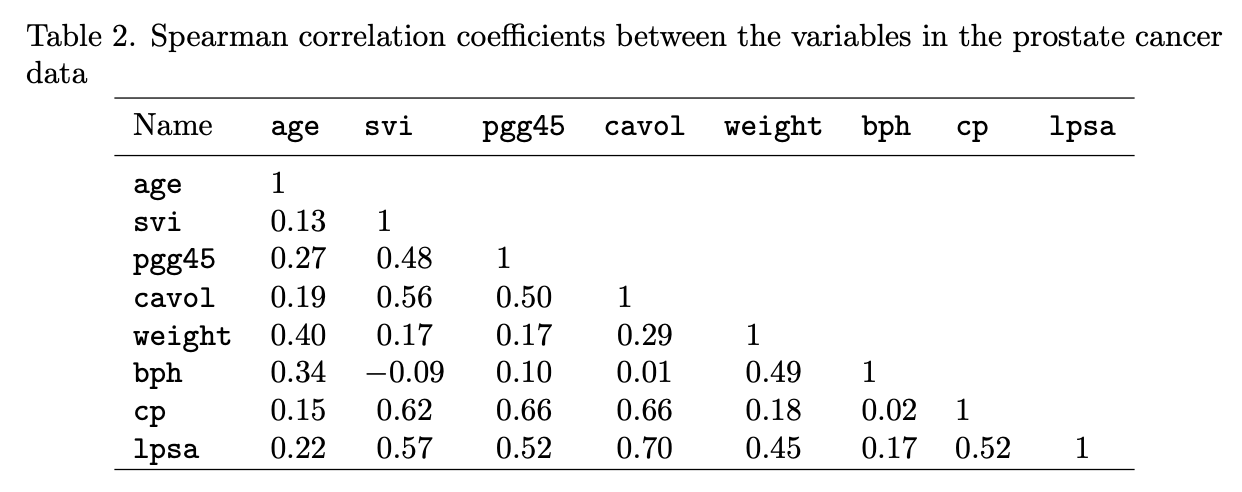 Table 2. Spearman correlation coefficients between the variables in the prostate cancer
data
Name age svi pgg45 cavol weight bph cp lpsa
age 1
svi 0.13 1
pgg45 0.27 0.48 1
cavol 0.19 0.56 0.50 1
weight 0.40 0.17 0.17 0.29 1
bph 0.34 −0.09 0.10 0.01 0.49 1
cp 0.15 0.62 0.66 0.66 0.18 0.02 1
lpsa 0.22 0.57 0.52 0.70 0.45 0.17 0.52 1